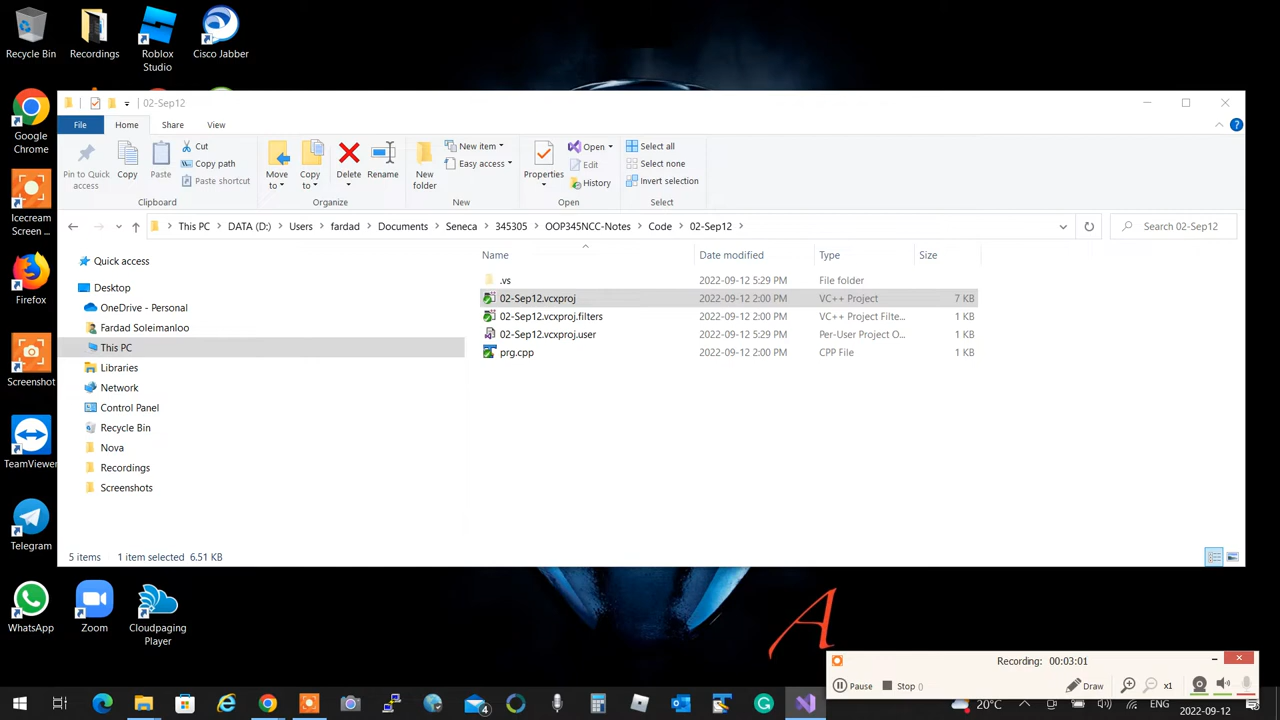 Recycle Bin
Recordings
Roblox Studio
Cisco Jabber
Google Chrome
Icecream Screen ...
Firefox
Screenshot
TeamViewer
Telegram
WhatsApp
Zoom
Cloudpaging Player
02-Sep12
File Home Share View
Pin to Quick access
Copy
Paste
Cut
Copy path
Paste shortcut
Clipboard
Move to
Copy to
Delete
Rename
Organize
New folder
New item
Easy access
New
Properties
Open
Edit
History
Open
Select all
Select none
Invert selection
Select
This PC > DATA (D:) > Users > fardad > Documents > Seneca > 345305 > OOP345NCC-Notes > Code > 02-Sep12 >
Search 02-Sep12
Quick access
Desktop
OneDrive - Personal
Fardad Soleimanloo
This PC
Libraries
Network
Control Panel
Recycle Bin
Nova
Recordings
Screenshots
Name Date modified Type Size
.vs 2022-09-12 5:29 PM File folder
02-Sep12.vcxproj 2022-09-12 2:00 PM VC++ Project 7 KB
02-Sep12.vcxproj.filters 2022-09-12 2:00 PM VC++ Project Filte... 1 KB
02-Sep12.vcxproj.user 2022-09-12 5:29 PM Per-User Project O... 1 KB
prg.cpp 2022-09-12 2:00 PM CPP File 1 KB
5 items 1 item selected 6.51 KB
A
Recording: 00:03:01
Pause Stop () Draw x1
4
20°C
ENG
2022-09-12